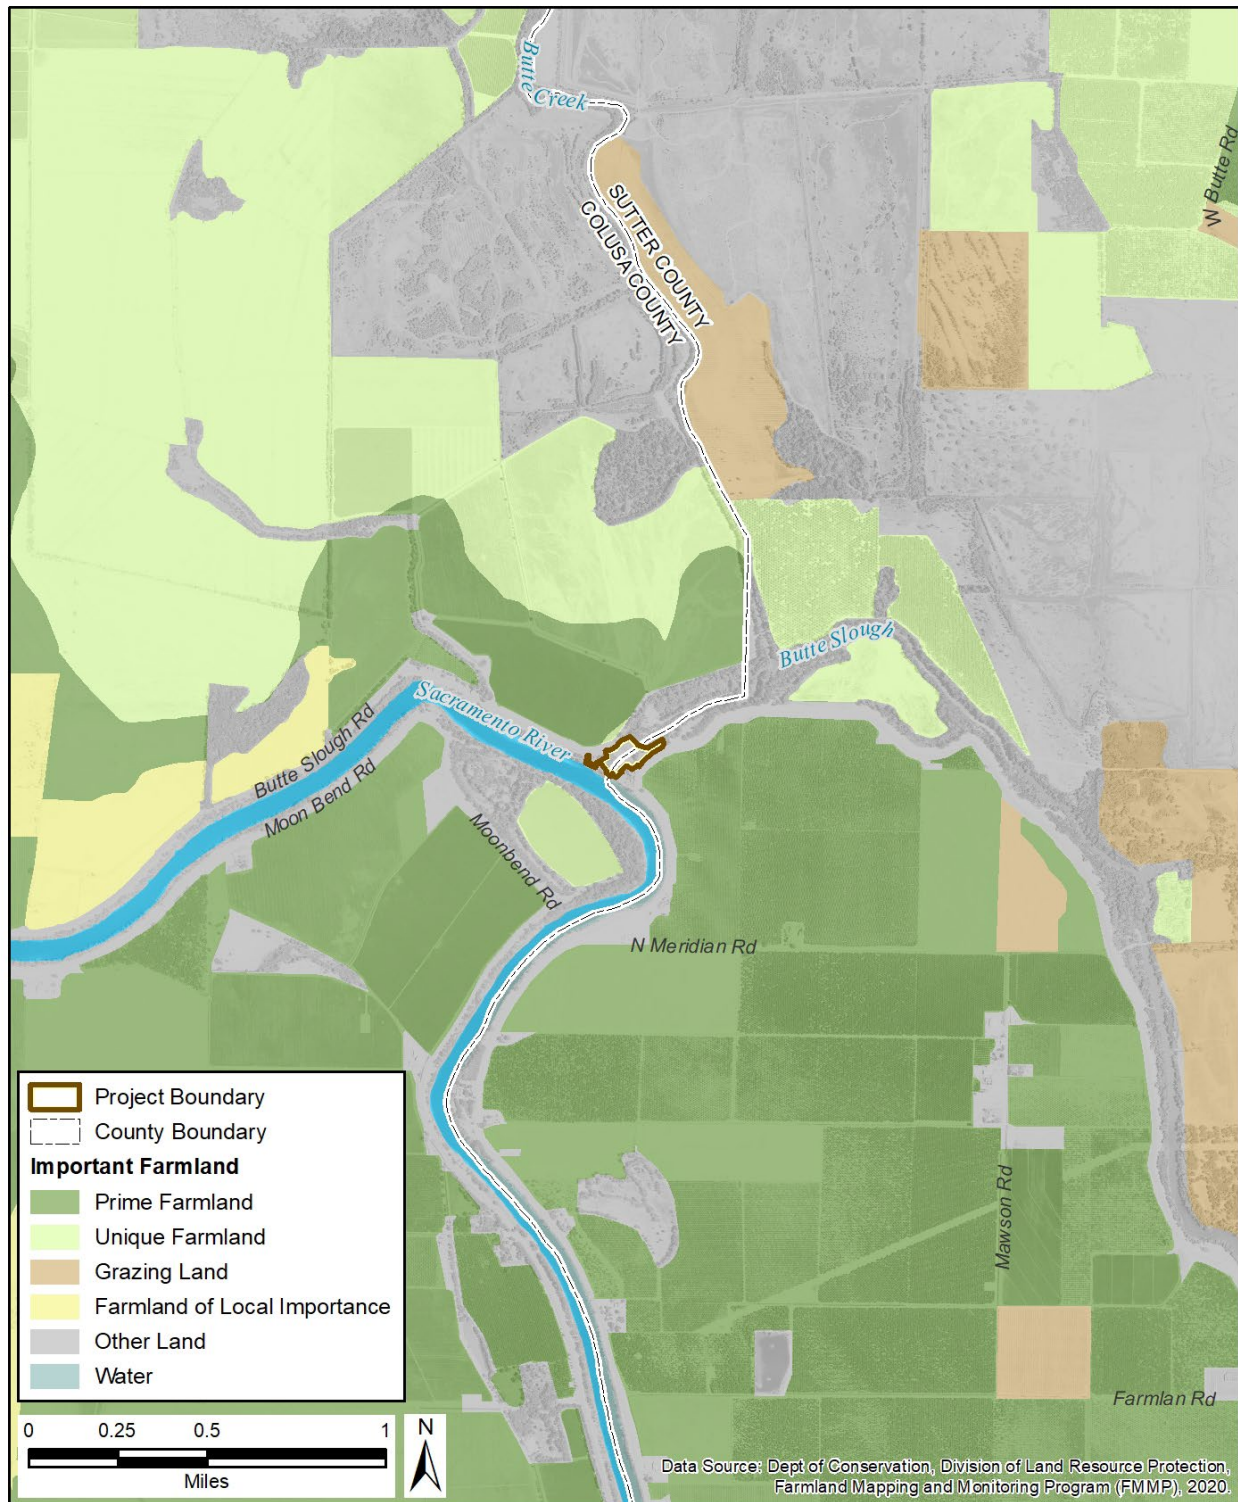 Butte Creek
W Butte Rd
SUTTER COUNTY
COLUSA COUNTY
Butte Slough
Sacramento River
Butte Slough Rd
Moon Bend Rd
Moonbend Rd
N Meridian Rd
Mawson Rd
Farmlan Rd
Project Boundary
County Boundary
Important Farmland
Prime Farmland
Unique Farmland
Grazing Land
Farmland of Local Importance
Other Land
Water
0 0.25 0.5 1
Miles
N
Data Source: Dept of Conservation, Division of Land Resource Protection,
Farmland Mapping and Monitoring Program (FMMP), 2020.